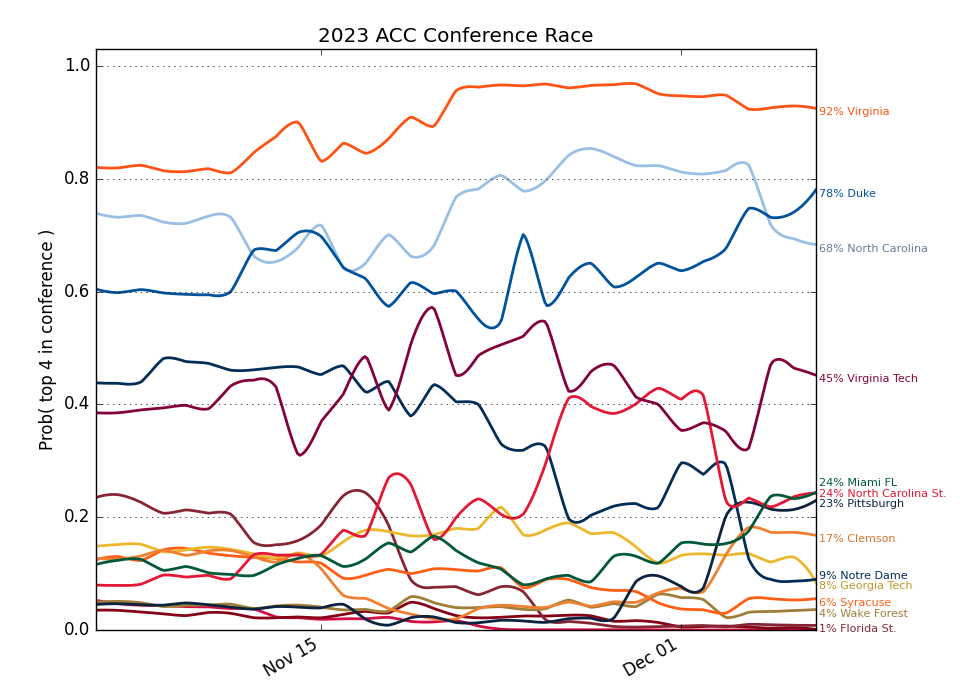 2023 ACC Conference Race
Prob( top 4 in conference )
1.0
0.8
0.6
0.4
0.2
0.0
Nov 15
Dec 01
92% Virginia
78% Duke
68% North Carolina
45% Virginia Tech
24% Miami FL
24% North Carolina St.
23% Pittsburgh
17% Clemson
9% Notre Dame
8% Georgia Tech
6% Syracuse
4% Wake Forest
1% Florida St.